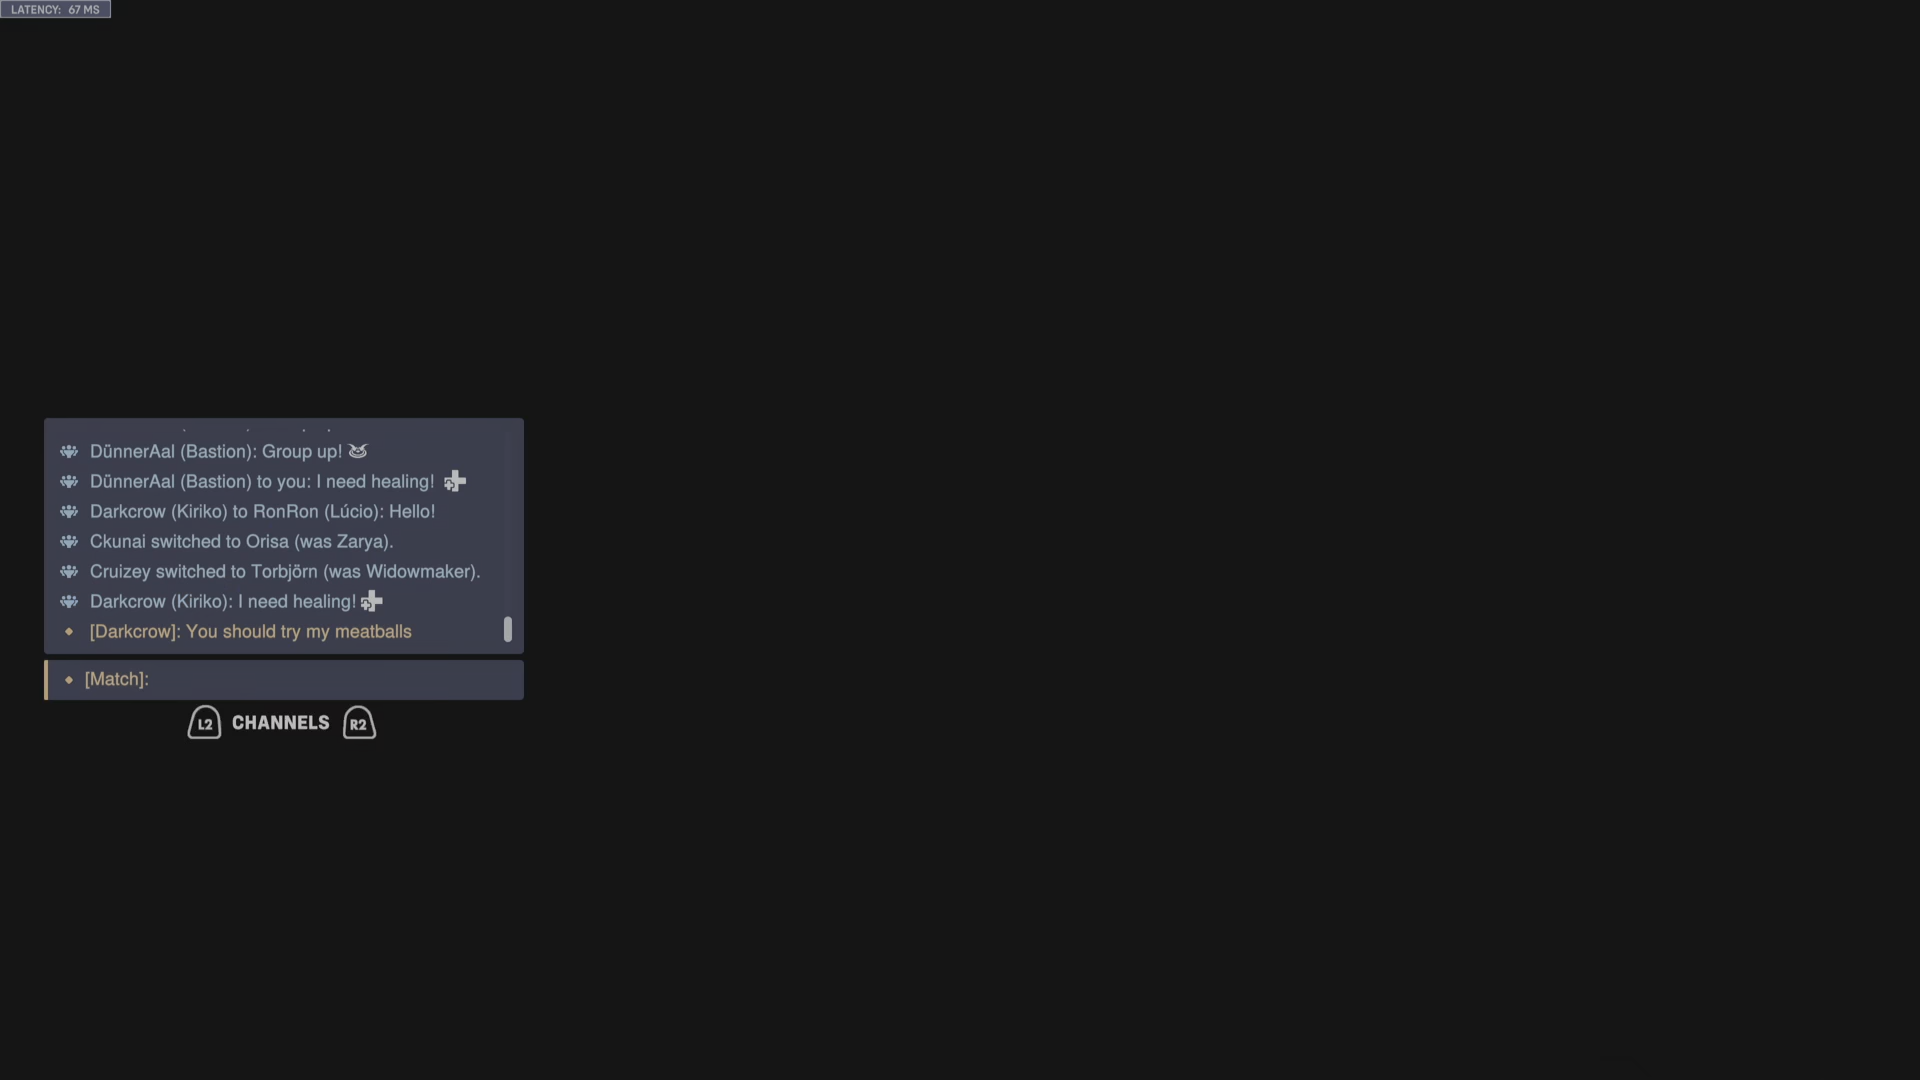 LATENCY: 67 MS
DünnerAal (Bastion): Group up!
DünnerAal (Bastion) to you: I need healing!
Darkcrow (Kiriko) to RonRon (Lúcio): Hello!
Ckunai switched to Orisa (was Zarya).
Cruizey switched to Torbjörn (was Widowmaker).
Darkcrow (Kiriko): I need healing!
[Darkcrow]: You should try my meatballs
[Match]:
L2 CHANNELS R2